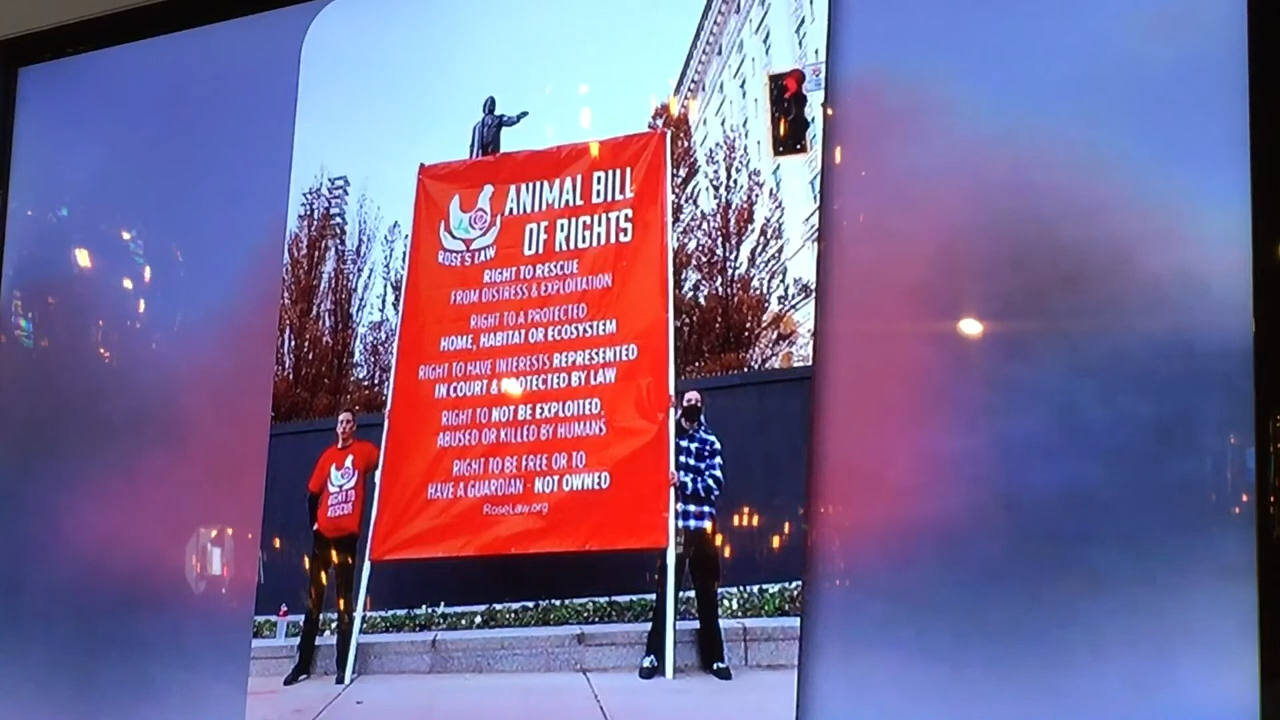 ANIMAL BILL
OF RIGHTS
ROSE'S LAW
RIGHT TO RESCUE
FROM DISTRESS & EXPLOITATION
RIGHT TO A PROTECTED
HOME, HABITAT OR ECOSYSTEM
RIGHT TO HAVE INTERESTS REPRESENTED
IN COURT & PROTECTED BY LAW
RIGHT TO NOT BE EXPLOITED,
ABUSED OR KILLED BY HUMANS
RIGHT TO BE FREE OR TO
HAVE A GUARDIAN - NOT OWNED
RoseLaw.org
RIGHT TO
RESCUE